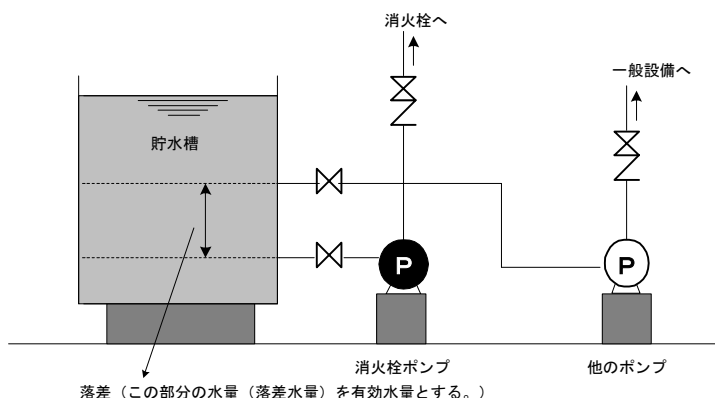 消火栓へ
一般設備へ
貯水槽
P
P
消火栓ポンプ
他のポンプ
落差（この部分の水量（落差水量）を有効水量とする。）